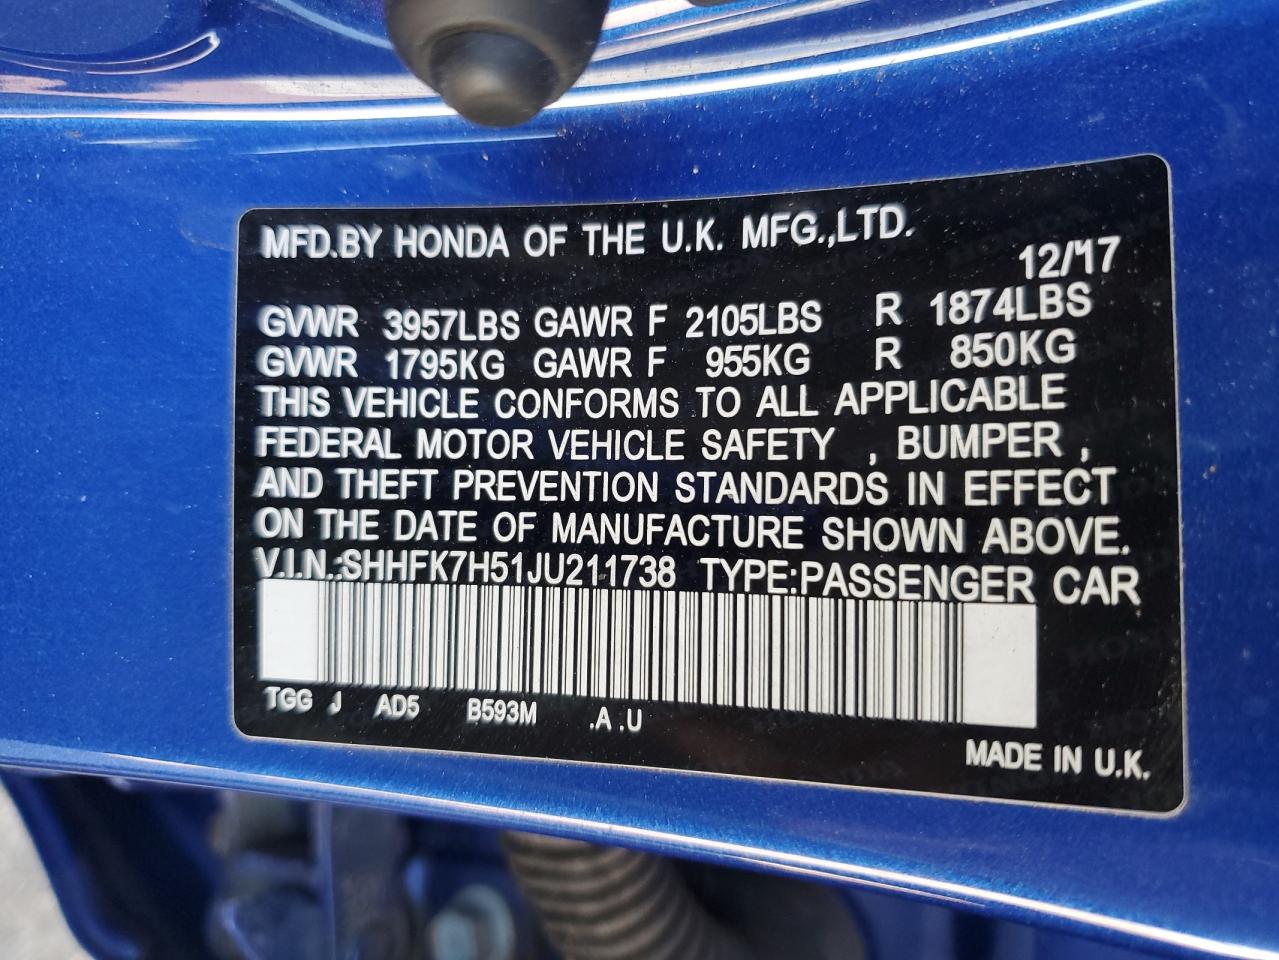 MFD.BY HONDA OF THE U.K. MFG.,LTD.
12/17
GVWR 3957LBS GAWR F 2105LBS R 1874LBS
GVWR 1795KG GAWR F 955KG R 850KG
THIS VEHICLE CONFORMS TO ALL APPLICABLE
FEDERAL MOTOR VEHICLE SAFETY , BUMPER ,
AND THEFT PREVENTION STANDARDS IN EFFECT
ON THE DATE OF MANUFACTURE SHOWN ABOVE.
V.I.N.:SHHFK7H51JU211738 TYPE:PASSENGER CAR
TGG J AD5 B593M .A .U
MADE IN U.K.